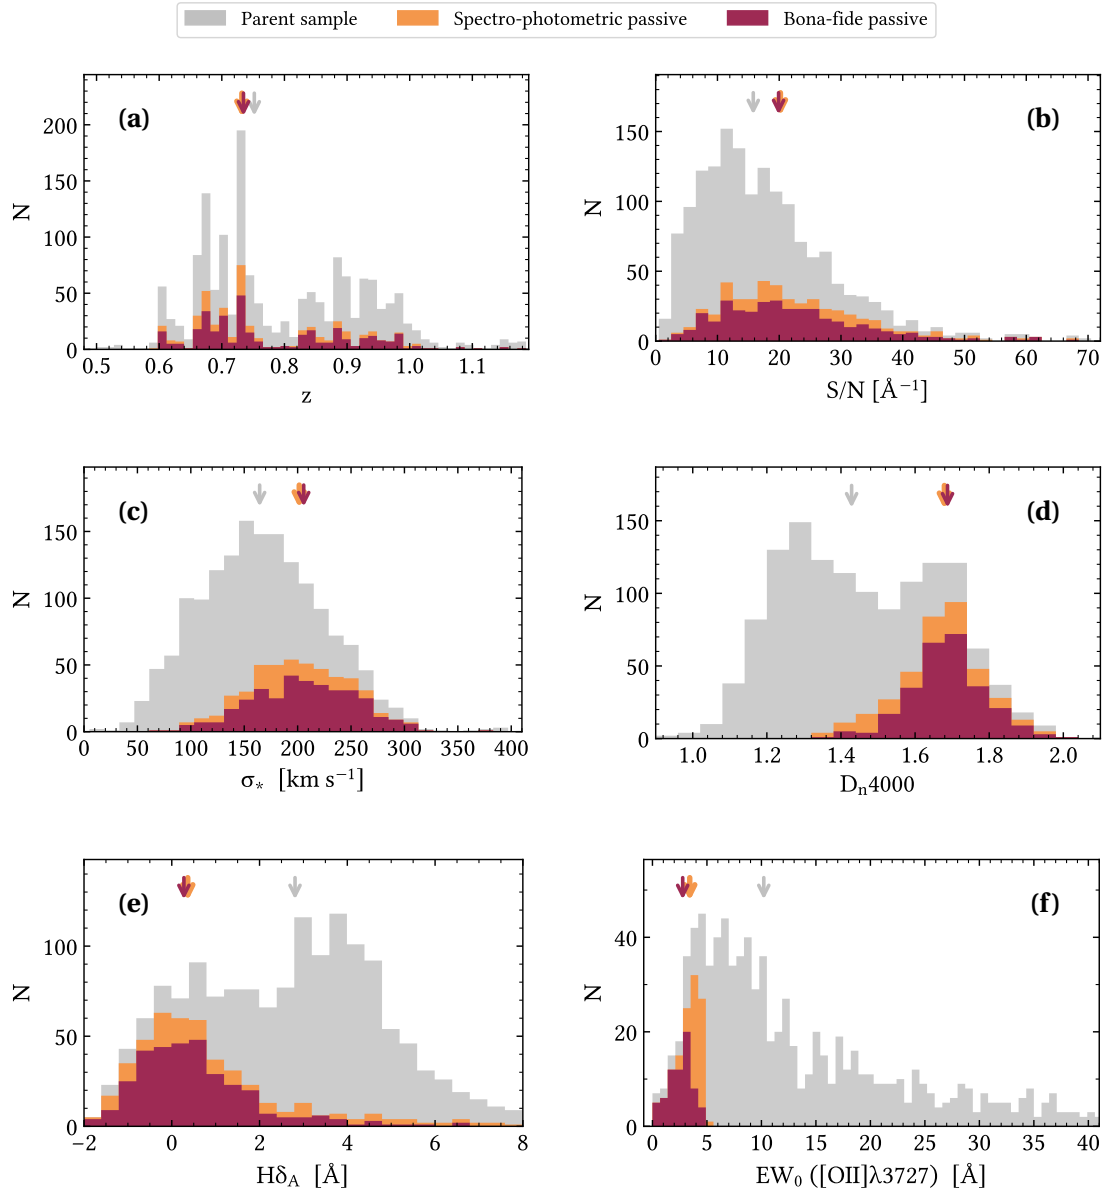 Parent sample Spectro-photometric passive Bona-fide passive
(a)
N
200
150
100
50
0
0.5 0.6 0.7 0.8 0.9 1.0 1.1
z
(b)
N
150
100
50
0
0 10 20 30 40 50 60 70
S/N [Å⁻¹]
(c)
N
150
100
50
0
0 50 100 150 200 250 300 350 400
σ* [km s⁻¹]
(d)
N
150
100
50
0
1.0 1.2 1.4 1.6 1.8 2.0
Dₙ4000
(e)
N
100
50
0
−2 0 2 4 6 8
Hδ_A [Å]
(f)
N
40
20
0
0 5 10 15 20 25 30 35 40
EW₀ ([OII]λ3727) [Å]